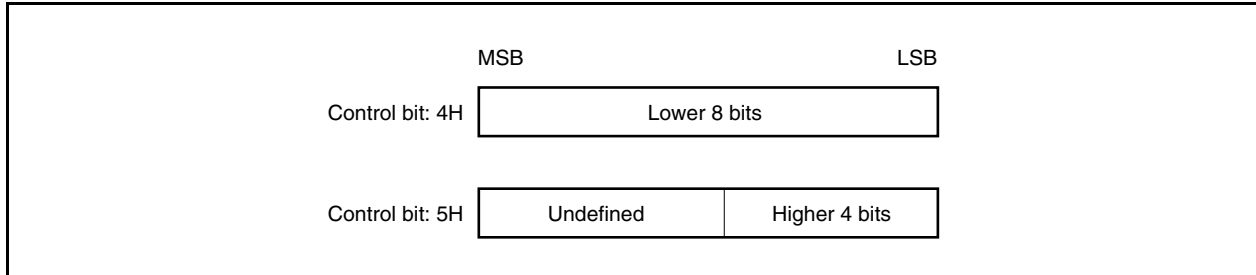 MSB LSB
Control bit: 4H Lower 8 bits
Control bit: 5H Undefined Higher 4 bits